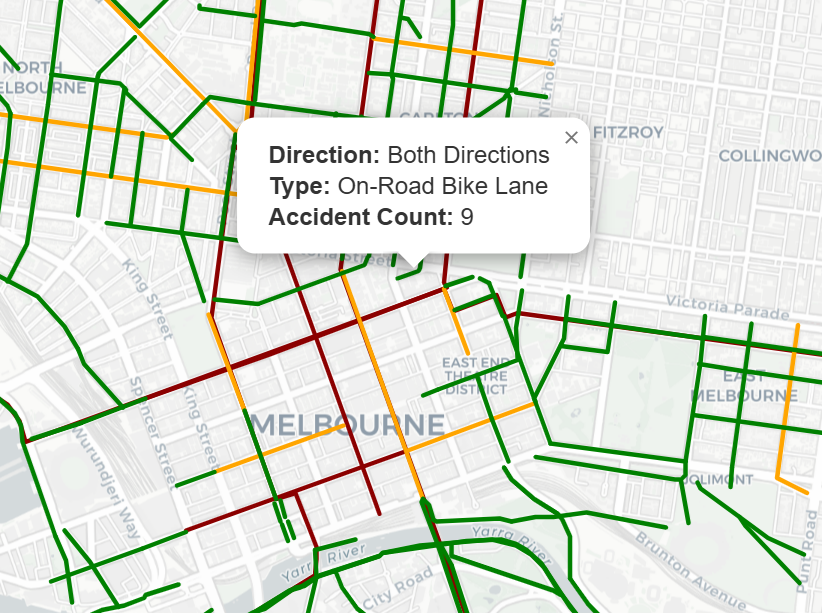 Nicholson St.
NORTH
ELBOURNE
CARLTON
FITZROY
COLLINGWO
×
Direction: Both Directions
Type: On-Road Bike Lane
Accident Count: 9
King Street
Victoria Parade
EAST END
THEATRE
DISTRICT
EAST
MELBOURNE
Spencer Street
King Street
MELBOURNE
Wurundjeri Way
JOLIMONT
Punt Road
Yarra River
Yarra River
City Road
Brunton Avenue